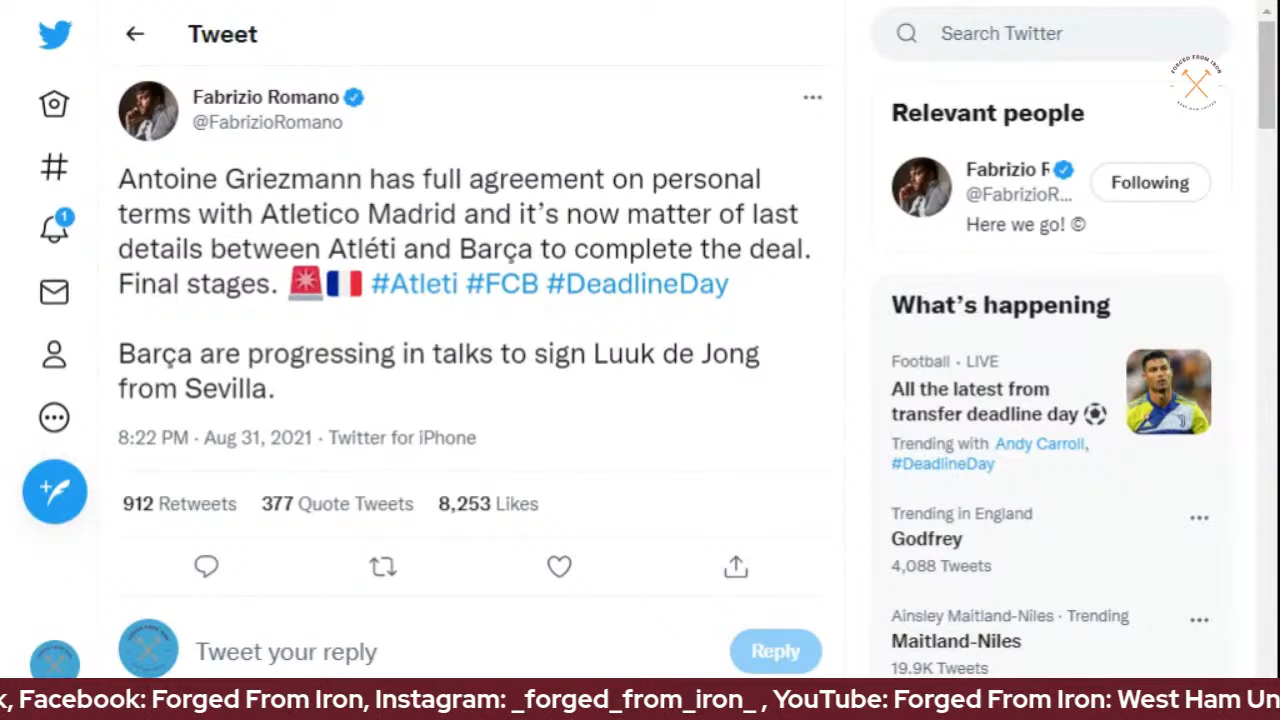 Tweet
Fabrizio Romano
@FabrizioRomano
Antoine Griezmann has full agreement on personal
terms with Atletico Madrid and it’s now matter of last
details between Atléti and Barça to complete the deal.
Final stages. 🚨🇫🇷 #Atleti #FCB #DeadlineDay
Barça are progressing in talks to sign Luuk de Jong
from Sevilla.
8:22 PM · Aug 31, 2021 · Twitter for iPhone
912 Retweets 377 Quote Tweets 8,253 Likes
Tweet your reply
Reply
1
Search Twitter
FORGED FROM IRON
Relevant people
Fabrizio R
@FabrizioR...
Following
Here we go! ©
What’s happening
Football · LIVE
All the latest from
transfer deadline day ⚽
Trending with Andy Carroll,
#DeadlineDay
Trending in England
Godfrey
4,088 Tweets
Ainsley Maitland-Niles · Trending
Maitland-Niles
19.9K Tweets
k, Facebook: Forged From Iron, Instagram: _forged_from_iron_ , YouTube: Forged From Iron: West Ham Un